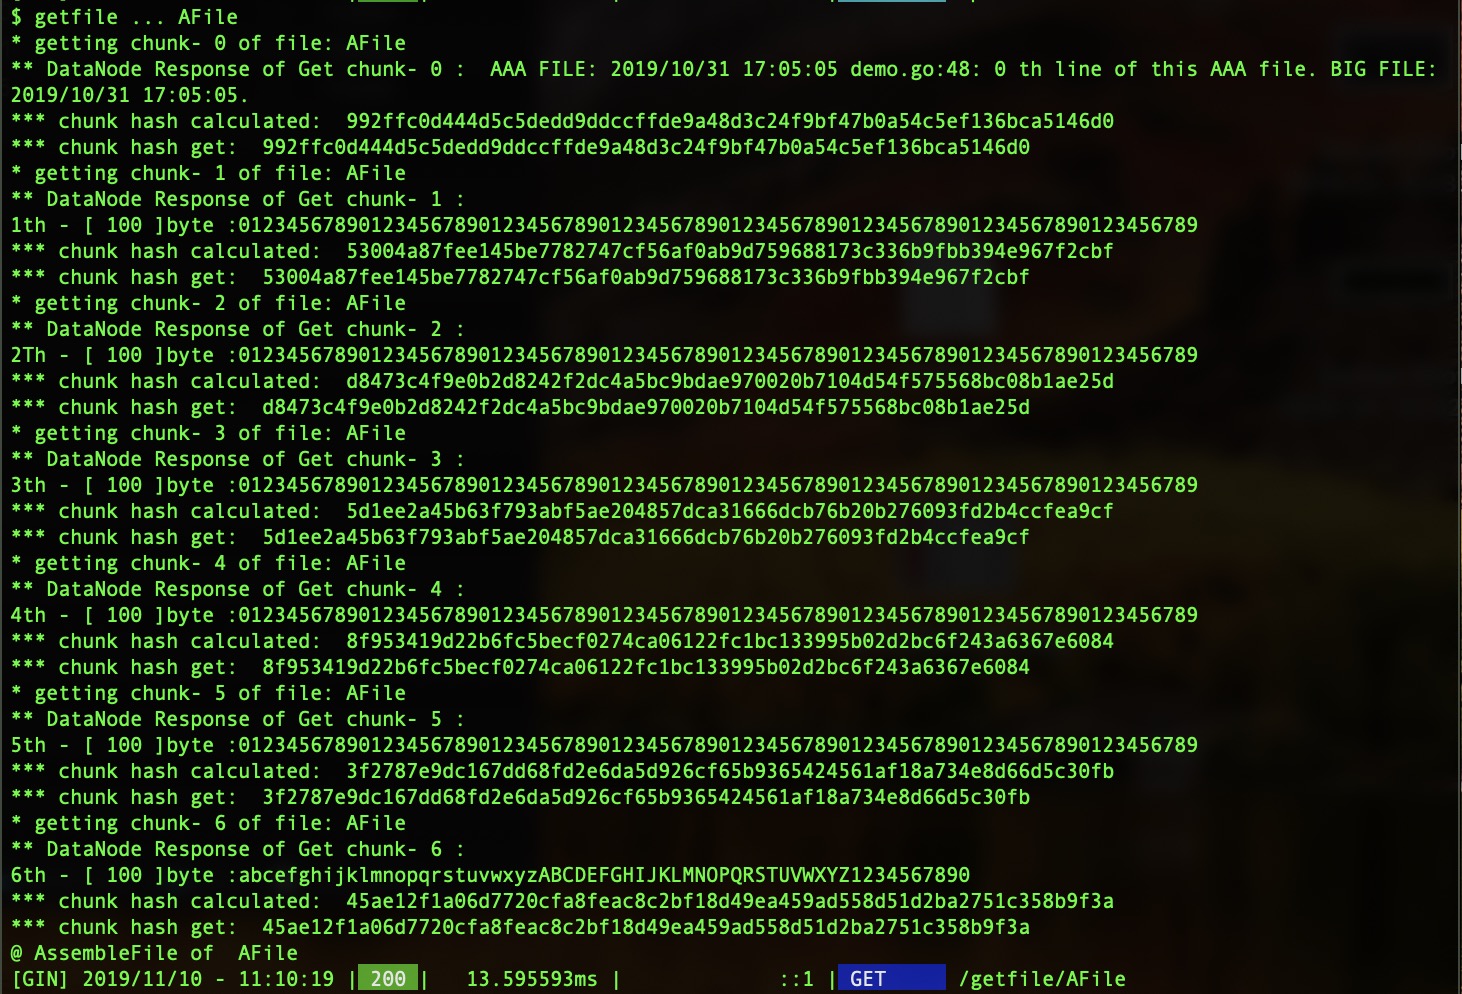 $ getfile ... AFile
* getting chunk- 0 of file: AFile
** DataNode Response of Get chunk- 0 :  AAA FILE: 2019/10/31 17:05:05 demo.go:48: 0 th line of this AAA file. BIG FILE:
2019/10/31 17:05:05.
*** chunk hash calculated:  992ffc0d444d5c5dedd9ddccffde9a48d3c24f9bf47b0a54c5ef136bca5146d0
*** chunk hash get:  992ffc0d444d5c5dedd9ddccffde9a48d3c24f9bf47b0a54c5ef136bca5146d0
* getting chunk- 1 of file: AFile
** DataNode Response of Get chunk- 1 :
1th - [ 100 ]byte :01234567890123456789012345678901234567890123456789012345678901234567890123456789
*** chunk hash calculated:  53004a87fee145be7782747cf56af0ab9d759688173c336b9fbb394e967f2cbf
*** chunk hash get:  53004a87fee145be7782747cf56af0ab9d759688173c336b9fbb394e967f2cbf
* getting chunk- 2 of file: AFile
** DataNode Response of Get chunk- 2 :
2Th - [ 100 ]byte :01234567890123456789012345678901234567890123456789012345678901234567890123456789
*** chunk hash calculated:  d8473c4f9e0b2d8242f2dc4a5bc9bdae970020b7104d54f575568bc08b1ae25d
*** chunk hash get:  d8473c4f9e0b2d8242f2dc4a5bc9bdae970020b7104d54f575568bc08b1ae25d
* getting chunk- 3 of file: AFile
** DataNode Response of Get chunk- 3 :
3th - [ 100 ]byte :01234567890123456789012345678901234567890123456789012345678901234567890123456789
*** chunk hash calculated:  5d1ee2a45b63f793abf5ae204857dca31666dcb76b20b276093fd2b4ccfea9cf
*** chunk hash get:  5d1ee2a45b63f793abf5ae204857dca31666dcb76b20b276093fd2b4ccfea9cf
* getting chunk- 4 of file: AFile
** DataNode Response of Get chunk- 4 :
4th - [ 100 ]byte :01234567890123456789012345678901234567890123456789012345678901234567890123456789
*** chunk hash calculated:  8f953419d22b6fc5becf0274ca06122fc1bc133995b02d2bc6f243a6367e6084
*** chunk hash get:  8f953419d22b6fc5becf0274ca06122fc1bc133995b02d2bc6f243a6367e6084
* getting chunk- 5 of file: AFile
** DataNode Response of Get chunk- 5 :
5th - [ 100 ]byte :01234567890123456789012345678901234567890123456789012345678901234567890123456789
*** chunk hash calculated:  3f2787e9dc167dd68fd2e6da5d926cf65b9365424561af18a734e8d66d5c30fb
*** chunk hash get:  3f2787e9dc167dd68fd2e6da5d926cf65b9365424561af18a734e8d66d5c30fb
* getting chunk- 6 of file: AFile
** DataNode Response of Get chunk- 6 :
6th - [ 100 ]byte :abcefghijklmnopqrstuvwxyzABCDEFGHIJKLMNOPQRSTUVWXYZ1234567890
*** chunk hash calculated:  45ae12f1a06d7720cfa8feac8c2bf18d49ea459ad558d51d2ba2751c358b9f3a
*** chunk hash get:  45ae12f1a06d7720cfa8feac8c2bf18d49ea459ad558d51d2ba2751c358b9f3a
@ AssembleFile of  AFile
[GIN] 2019/11/10 - 11:10:19 | 200 |   13.595593ms |             ::1 | GET      /getfile/AFile